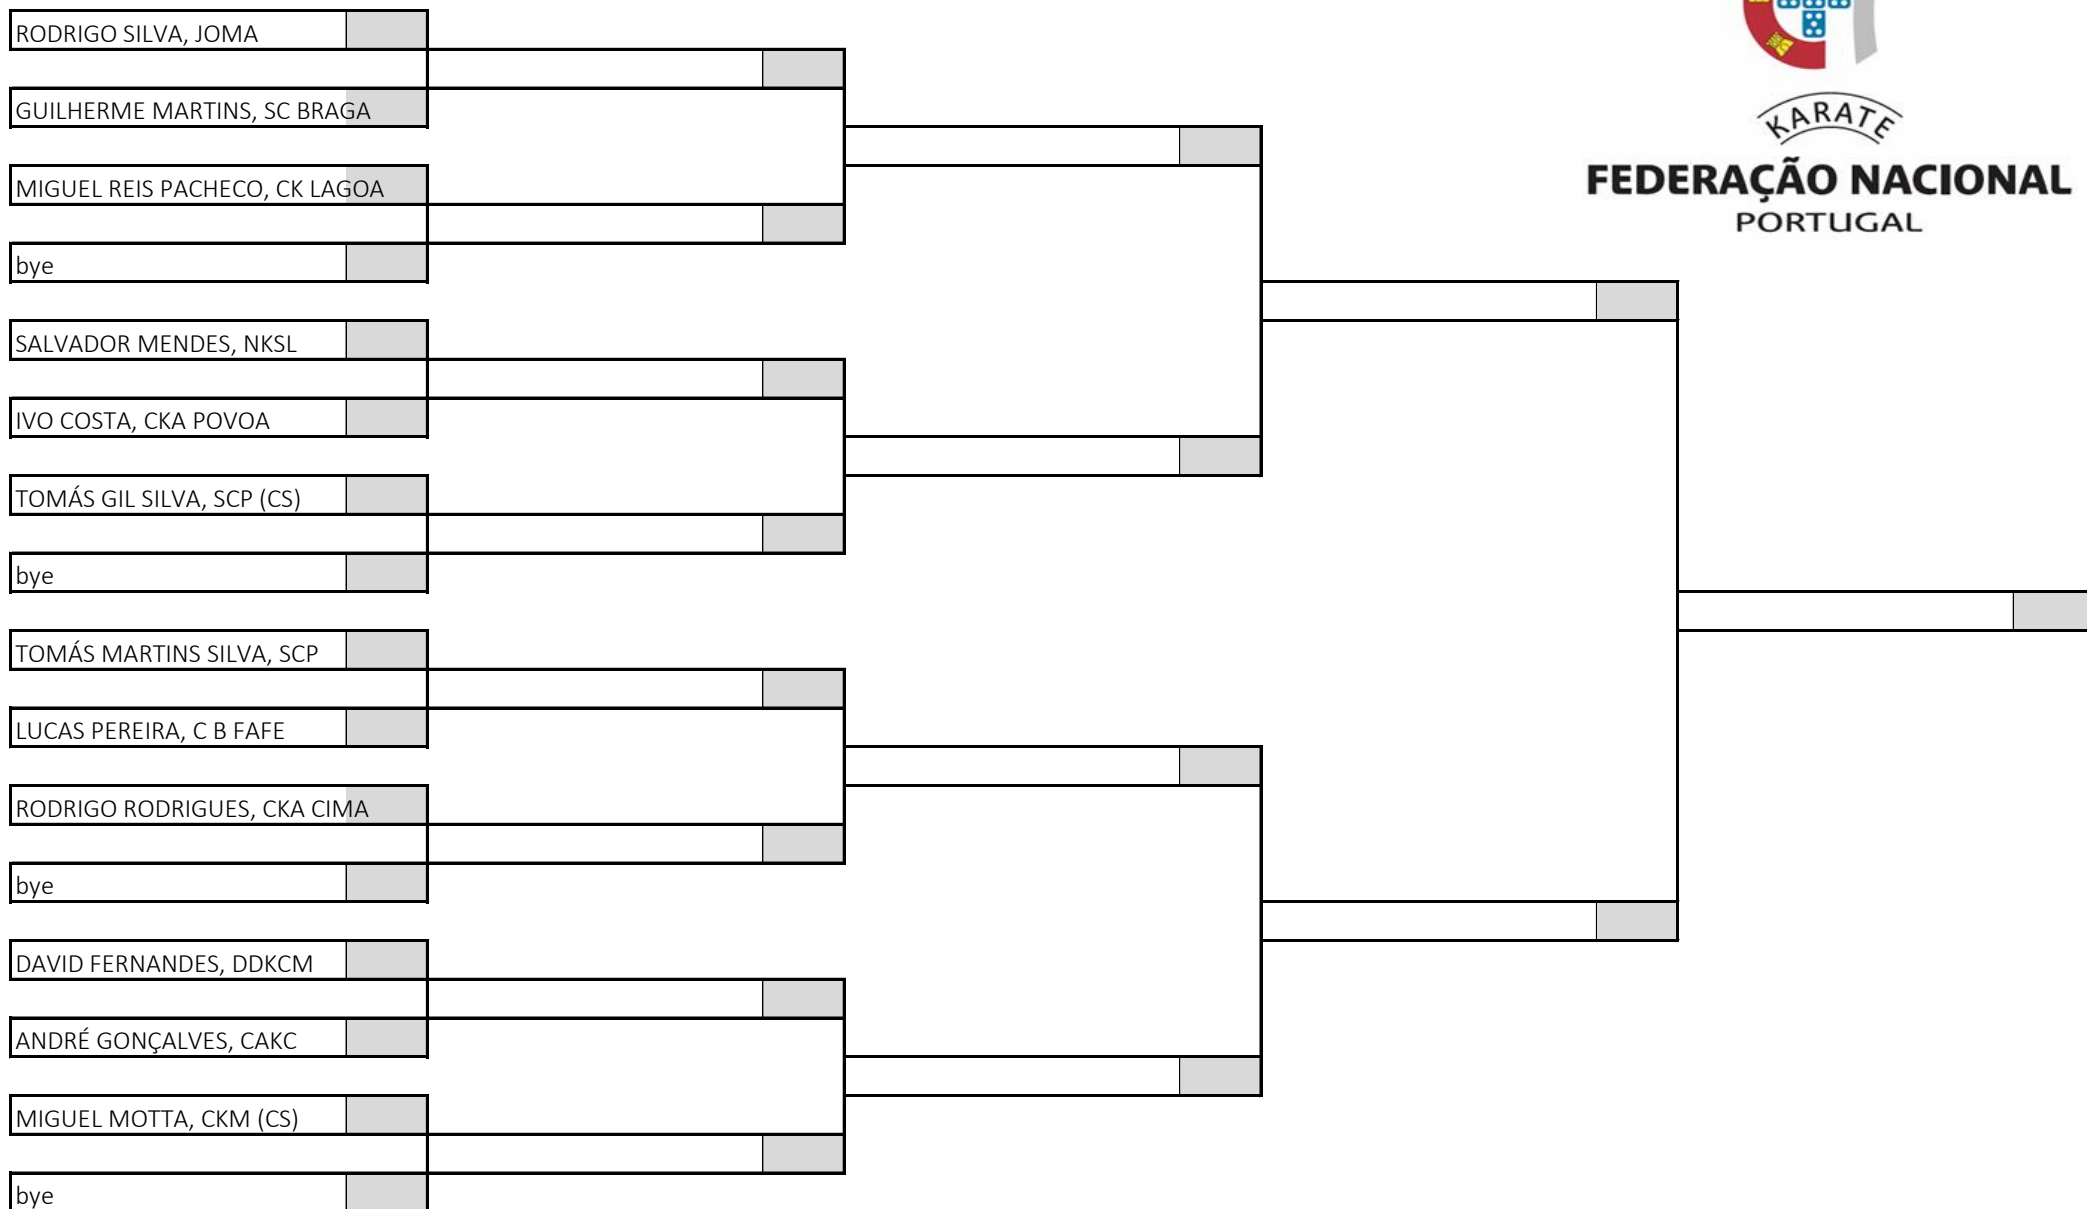 RODRIGO SILVA, JOMA
GUILHERME MARTINS, SC BRAGA
MIGUEL REIS PACHECO, CK LAGOA
bye
SALVADOR MENDES, NKSL
IVO COSTA, CKA POVOA
TOMÁS GIL SILVA, SCP (CS)
bye
TOMÁS MARTINS SILVA, SCP
LUCAS PEREIRA, C B FAFE
RODRIGO RODRIGUES, CKA CIMA
bye
DAVID FERNANDES, DDKCM
ANDRÉ GONÇALVES, CAKC
MIGUEL MOTTA, CKM (CS)
bye
KARATE
FEDERAÇÃO NACIONAL
PORTUGAL